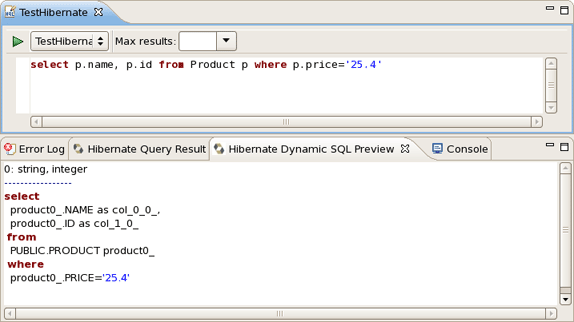 TestHibernate
TestHiberna Max results:
select p.name, p.id from Product p where p.price='25.4'
Error Log Hibernate Query Result Hibernate Dynamic SQL Preview Console
0: string, integer
-----------------
select
product0_.NAME as col_0_0_,
product0_.ID as col_1_0_
from
PUBLIC.PRODUCT product0_
where
product0_.PRICE='25.4'